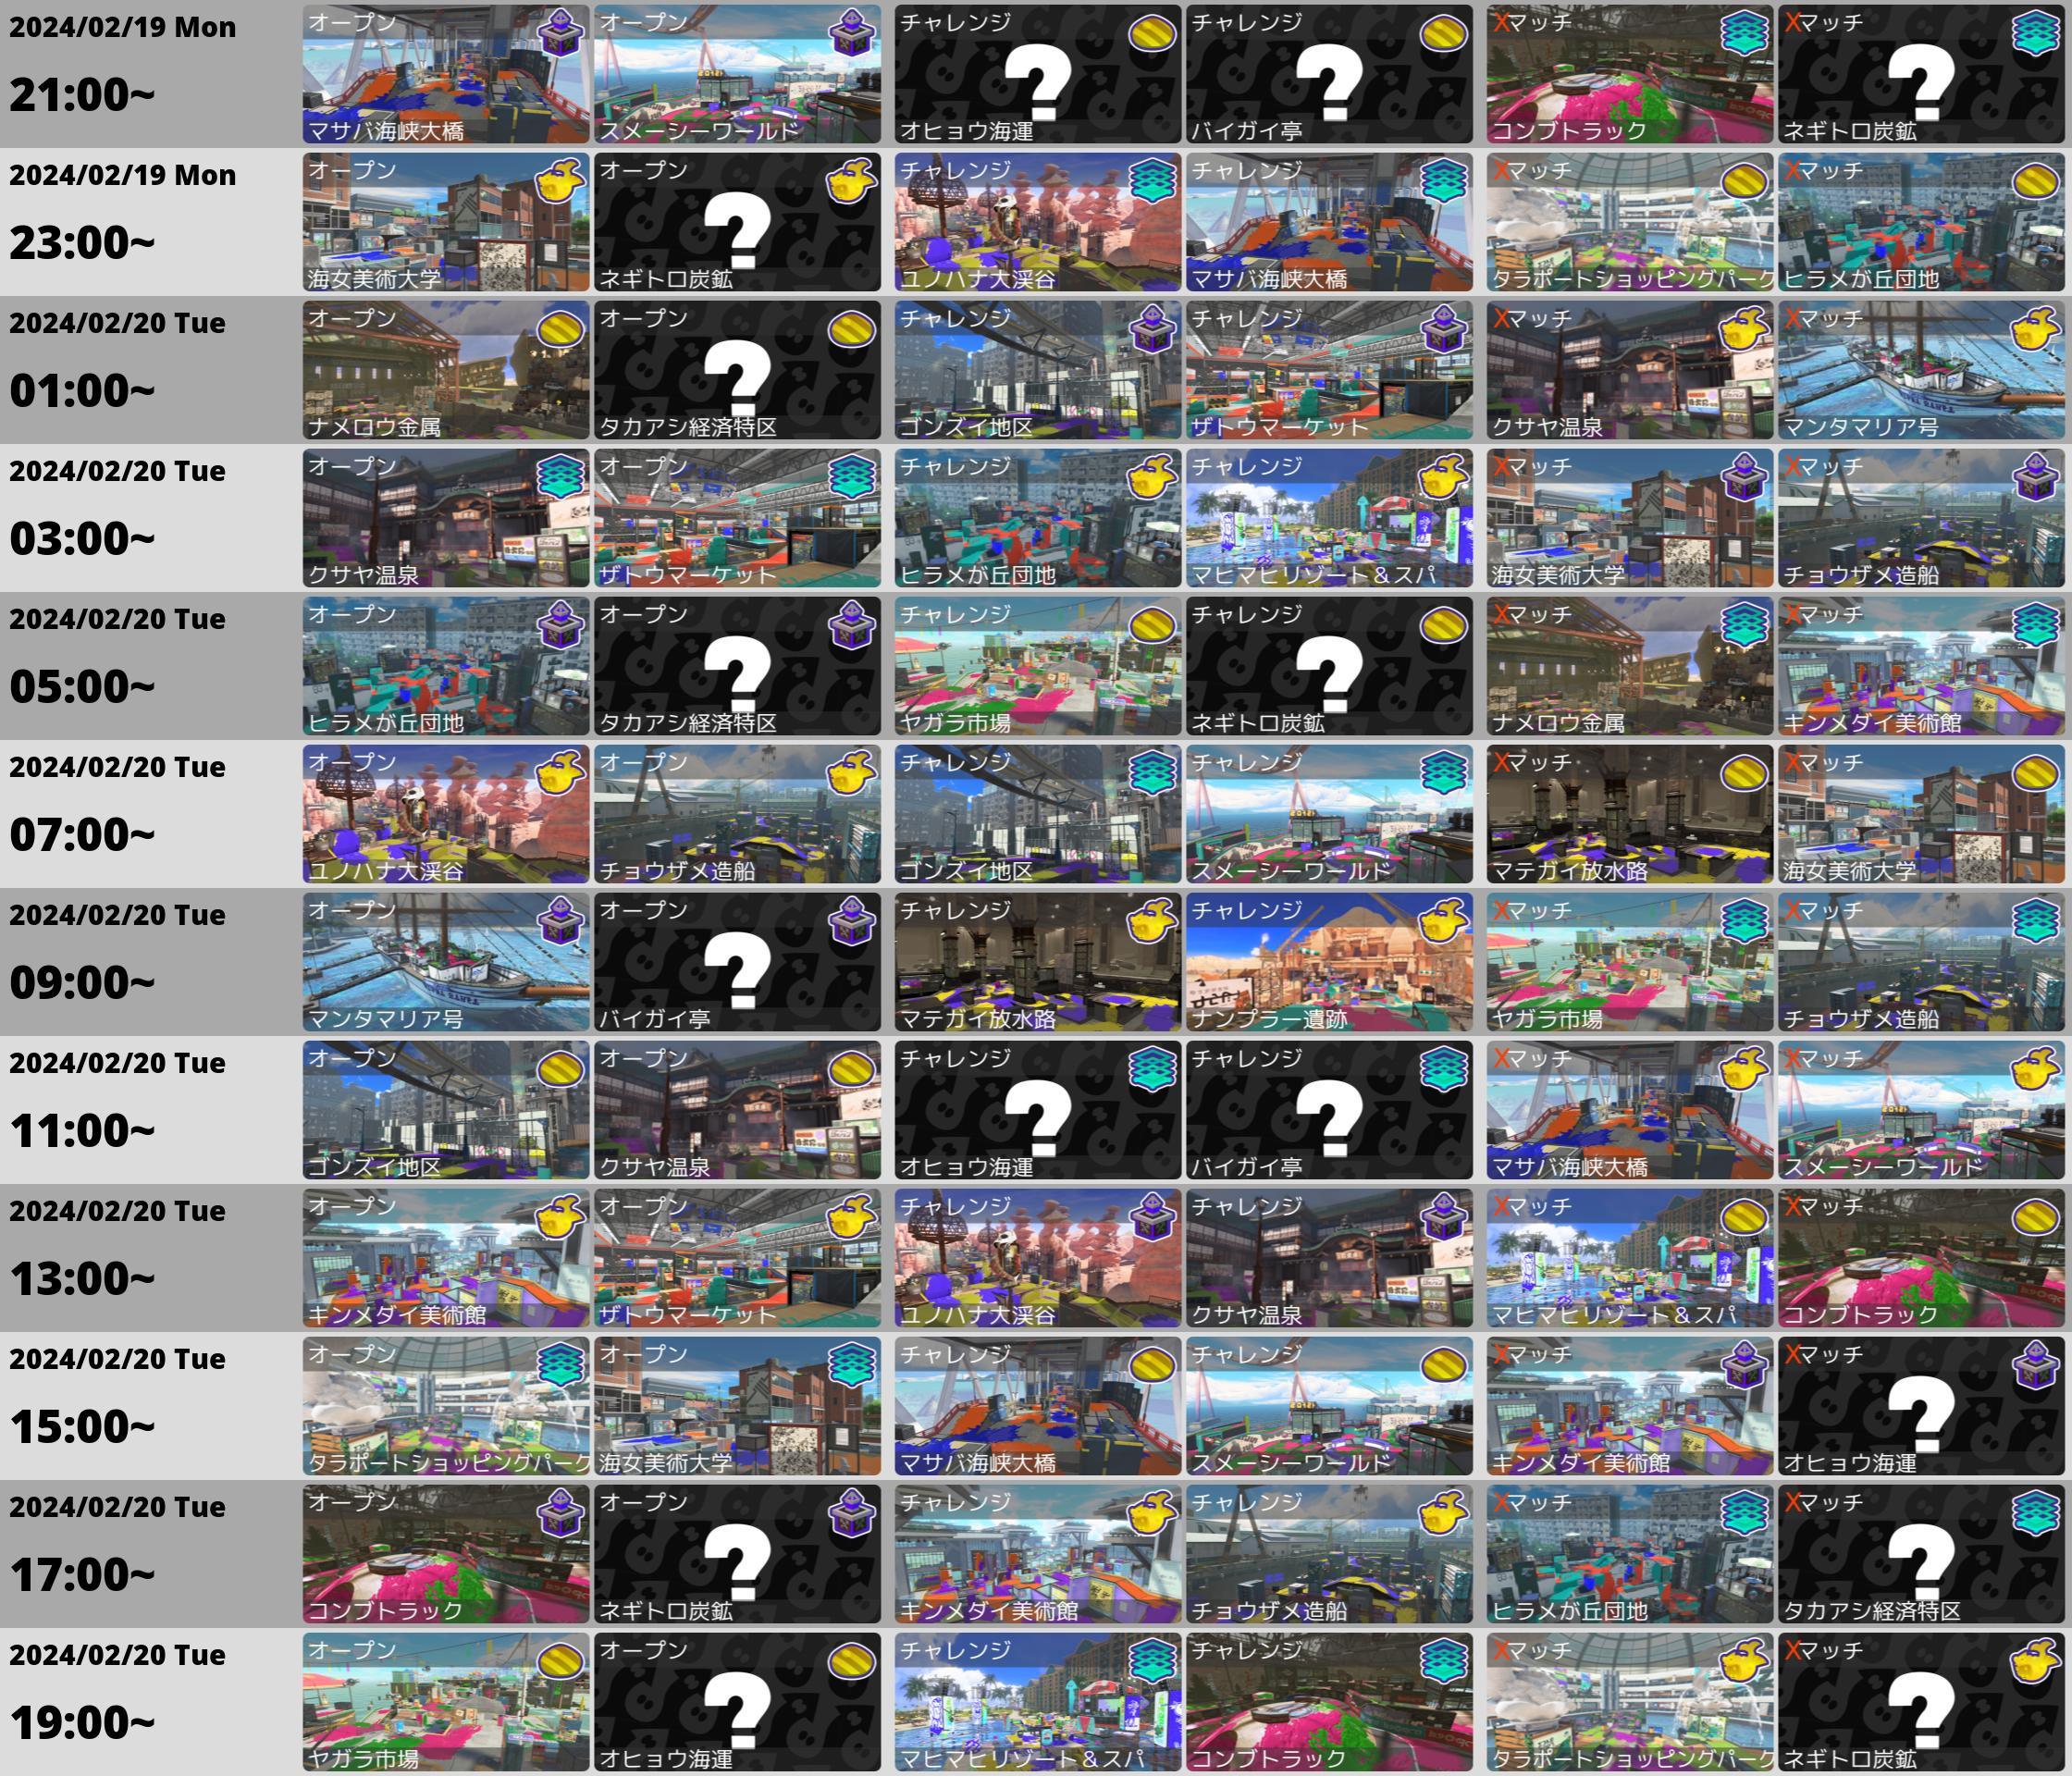 2024/02/19 Mon
21:00~
オープン オープン チャレンジ チャレンジ Xマッチ Xマッチ
マサバ海峡大橋 スメーシーワールド オヒョウ海運 バイガイ亭 コンブトラック ネギトロ炭鉱
2024/02/19 Mon
23:00~
オープン オープン チャレンジ チャレンジ Xマッチ Xマッチ
海女美術大学 ネギトロ炭鉱 ユノハナ大渓谷 マサバ海峡大橋 タラポートショッピングパーク ヒラメが丘団地
2024/02/20 Tue
01:00~
オープン オープン チャレンジ チャレンジ Xマッチ Xマッチ
ナメロウ金属 タカアシ経済特区 ゴンズイ地区 ザトウマーケット クサヤ温泉 マンタマリア号
2024/02/20 Tue
03:00~
オープン オープン チャレンジ チャレンジ Xマッチ Xマッチ
クサヤ温泉 ザトウマーケット ヒラメが丘団地 マヒマヒリゾート&スパ 海女美術大学 チョウザメ造船
2024/02/20 Tue
05:00~
オープン オープン チャレンジ チャレンジ Xマッチ Xマッチ
ヒラメが丘団地 タカアシ経済特区 ヤガラ市場 ネギトロ炭鉱 ナメロウ金属 キンメダイ美術館
2024/02/20 Tue
07:00~
オープン オープン チャレンジ チャレンジ Xマッチ Xマッチ
ユノハナ大渓谷 チョウザメ造船 ゴンズイ地区 スメーシーワールド マテガイ放水路 海女美術大学
2024/02/20 Tue
09:00~
オープン オープン チャレンジ チャレンジ Xマッチ Xマッチ
マンタマリア号 バイガイ亭 マテガイ放水路 ナンプラー遺跡 ヤガラ市場 チョウザメ造船
2024/02/20 Tue
11:00~
オープン オープン チャレンジ チャレンジ Xマッチ Xマッチ
ゴンズイ地区 クサヤ温泉 オヒョウ海運 バイガイ亭 マサバ海峡大橋 スメーシーワールド
2024/02/20 Tue
13:00~
オープン オープン チャレンジ チャレンジ Xマッチ Xマッチ
キンメダイ美術館 ザトウマーケット ユノハナ大渓谷 クサヤ温泉 マヒマヒリゾート&スパ コンブトラック
2024/02/20 Tue
15:00~
オープン オープン チャレンジ チャレンジ Xマッチ Xマッチ
タラポートショッピングパーク 海女美術大学 マサバ海峡大橋 スメーシーワールド キンメダイ美術館 オヒョウ海運
2024/02/20 Tue
17:00~
オープン オープン チャレンジ チャレンジ Xマッチ Xマッチ
コンブトラック ネギトロ炭鉱 キンメダイ美術館 チョウザメ造船 ヒラメが丘団地 タカアシ経済特区
2024/02/20 Tue
19:00~
オープン オープン チャレンジ チャレンジ Xマッチ Xマッチ
ヤガラ市場 オヒョウ海運 マヒマヒリゾート&スパ コンブトラック タラポートショッピングパーク ネギトロ炭鉱